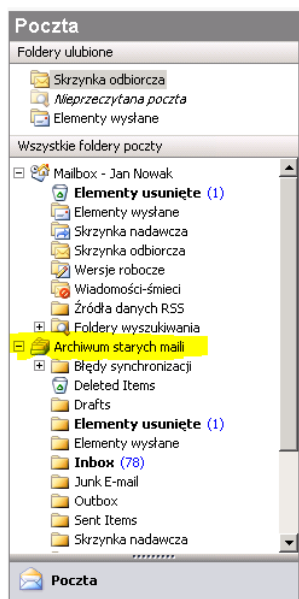 Poczta
Foldery ulubione
Skrzynka odbiorcza
Nieprzeczytana poczta
Elementy wysłane
Wszystkie foldery poczty
Mailbox - Jan Nowak
Elementy usunięte (1)
Elementy wysłane
Skrzynka nadawcza
Skrzynka odbiorcza
Wersje robocze
Wiadomości-śmieci
Źródła danych RSS
Foldery wyszukiwania
Archiwum starych maili
Błędy synchronizacji
Deleted Items
Drafts
Elementy usunięte (1)
Elementy wysłane
Inbox (78)
Junk E-mail
Outbox
Sent Items
Skrzynka nadawcza
Poczta